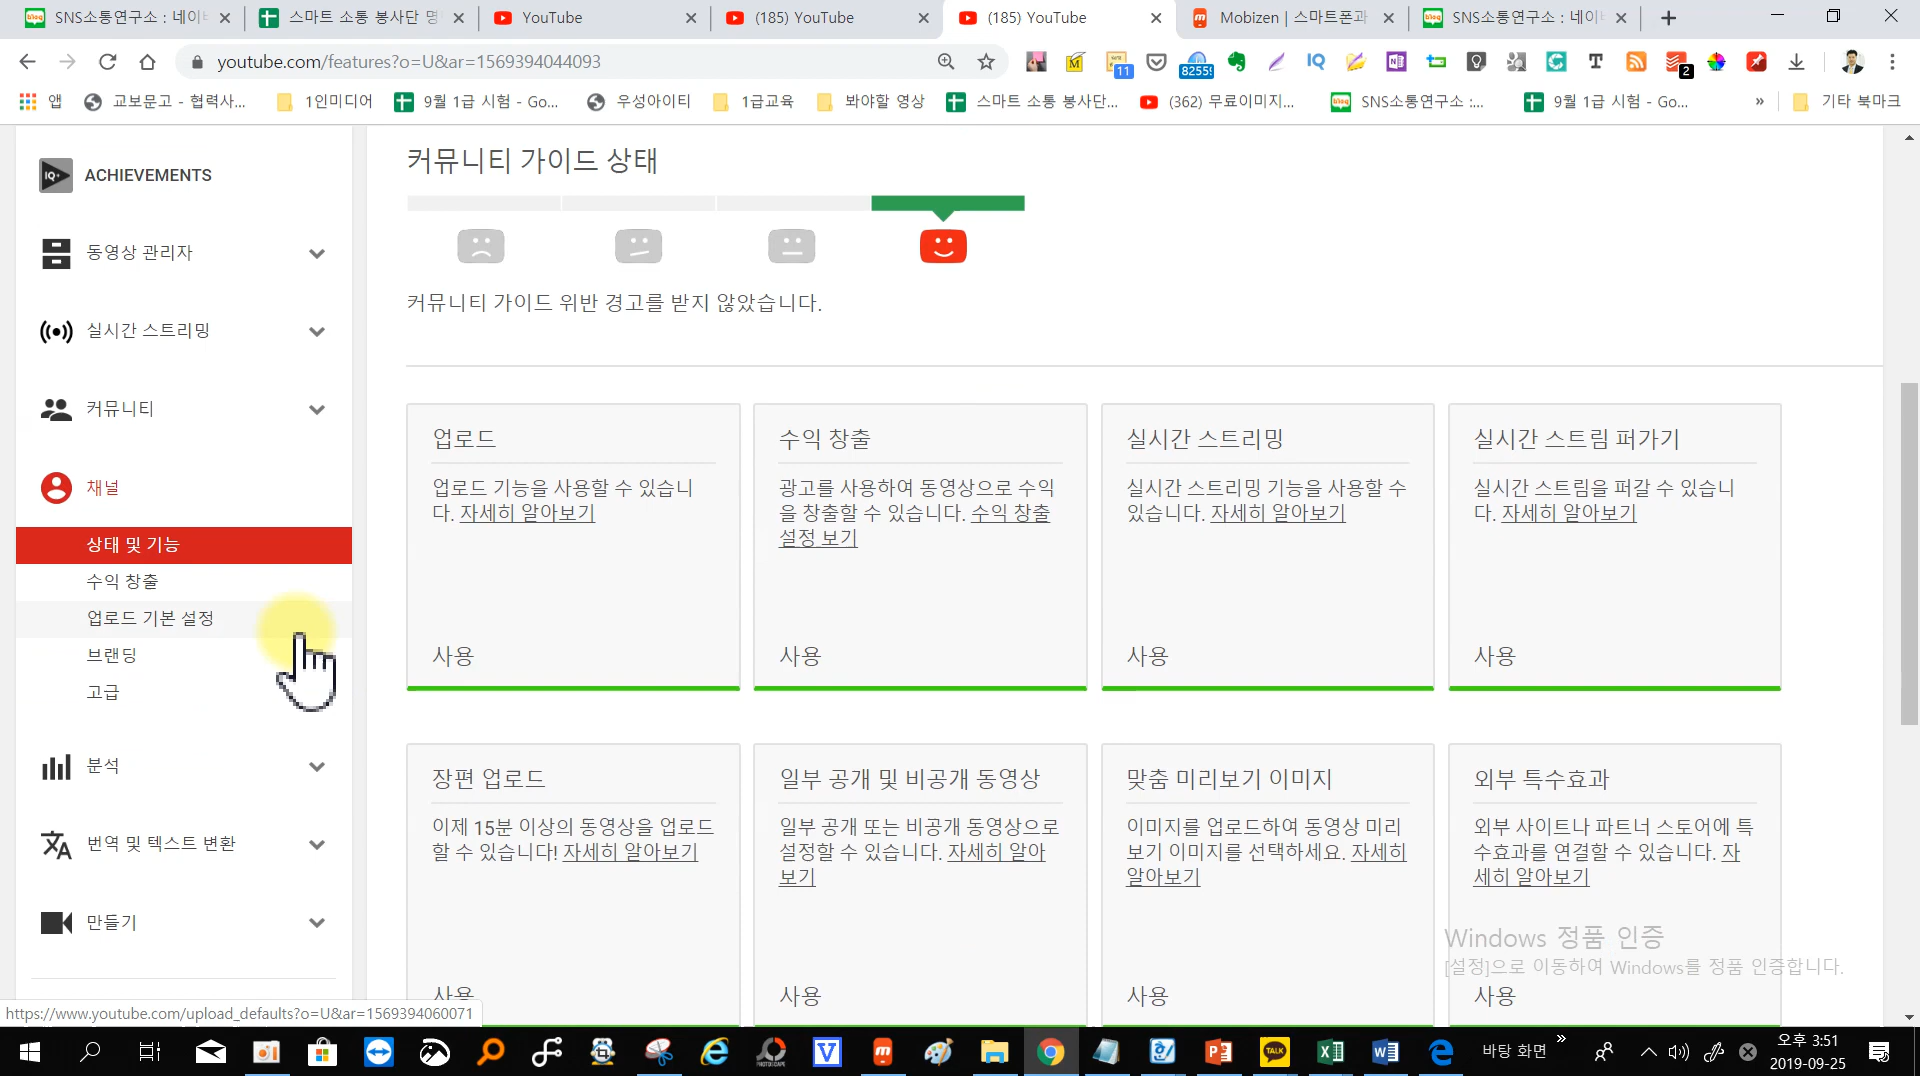 SNS소통연구소 : 네이
스마트 소통 봉사단 명
YouTube
(185) YouTube
(185) YouTube
Mobizen | 스마트폰과
SNS소통연구소 : 네이
youtube.com/features?o=U&ar=1569394044093
11
8255
2
앱
교보문고 - 협력사...
1인미디어
9월 1급 시험 - Go...
우성아이티
1급교육
봐야할 영상
스마트 소통 봉사단...
(362) 무료이미지...
SNS소통연구소 :...
9월 1급 시험 - Go...
»
기타 북마크
IQ+
ACHIEVEMENTS
동영상 관리자
실시간 스트리밍
커뮤니티
채널
상태 및 기능
수익 창출
업로드 기본 설정
브랜딩
고급
분석
번역 및 텍스트 변환
만들기
커뮤니티 가이드 상태
커뮤니티 가이드 위반 경고를 받지 않았습니다.
업로드
업로드 기능을 사용할 수 있습니
다. 자세히 알아보기
사용
수익 창출
광고를 사용하여 동영상으로 수익
을 창출할 수 있습니다. 수익 창출
설정 보기
사용
실시간 스트리밍
실시간 스트리밍 기능을 사용할 수
있습니다. 자세히 알아보기
사용
실시간 스트림 퍼가기
실시간 스트림을 퍼갈 수 있습니
다. 자세히 알아보기
사용
장편 업로드
이제 15분 이상의 동영상을 업로드
할 수 있습니다! 자세히 알아보기
사용
일부 공개 및 비공개 동영상
일부 공개 또는 비공개 동영상으로
설정할 수 있습니다. 자세히 알아
보기
사용
맞춤 미리보기 이미지
이미지를 업로드하여 동영상 미리
보기 이미지를 선택하세요. 자세히
알아보기
사용
외부 특수효과
외부 사이트나 파트너 스토어에 특
수효과를 연결할 수 있습니다. 자
세히 알아보기
사용
Windows 정품 인증
[설정]으로 이동하여 Windows를 정품 인증합니다.
https://www.youtube.com/upload_defaults?o=U&ar=1569394060071
PHOTOSCAPE
TALK
바탕 화면
»
오후 3:51
2019-09-25